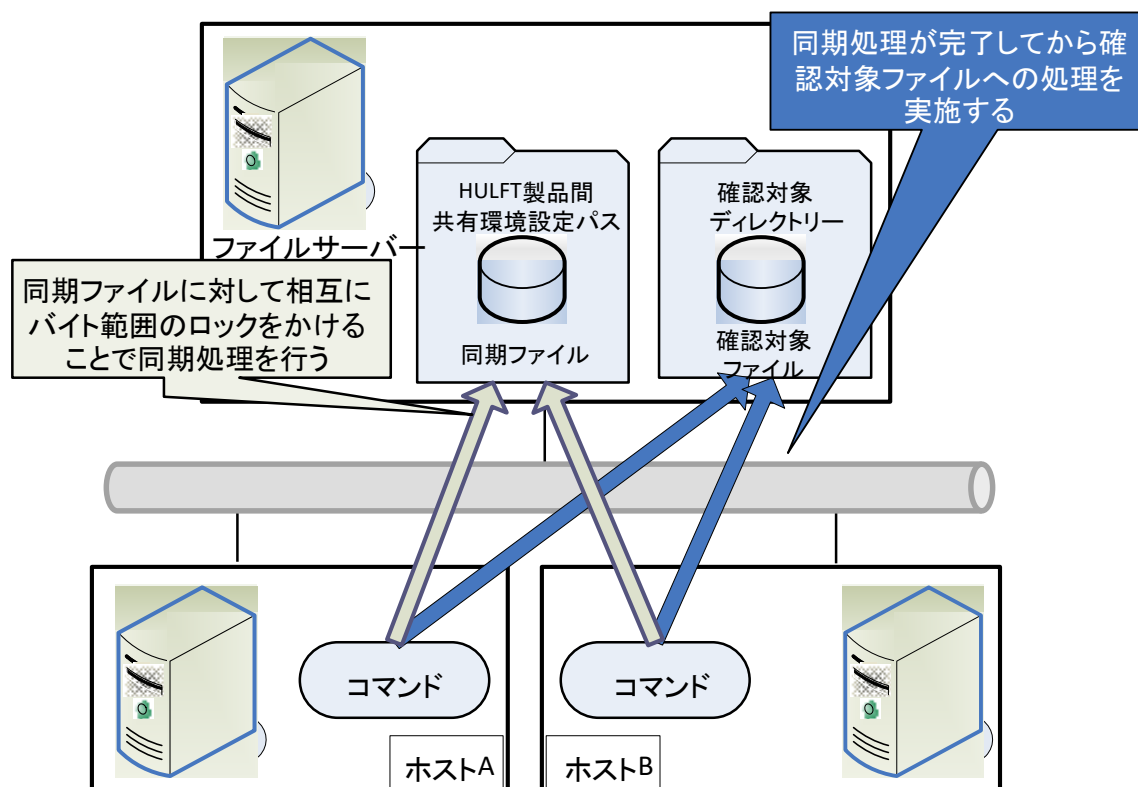 同期処理が完了してから確
認対象ファイルへの処理を
実施する
HULFT製品間
共有環境設定パス
同期ファイル
確認対象
ディレクトリー
確認対象
ファイル
ファイルサーバー
同期ファイルに対して相互に
バイト範囲のロックをかける
ことで同期処理を行う
コマンド
ホストA
コマンド
ホストB